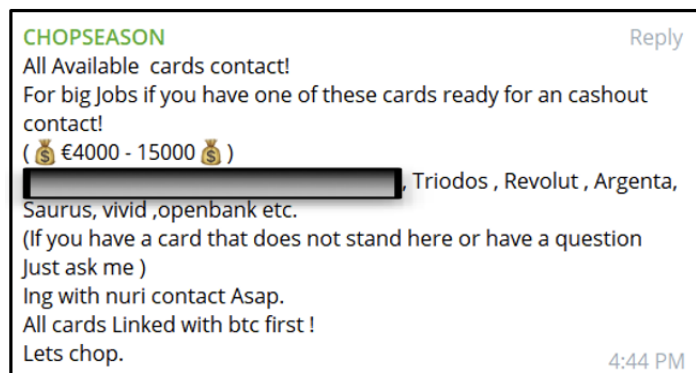 CHOPSEASON Reply
All Available cards contact!
For big Jobs if you have one of these cards ready for an cashout
contact!
( 💰 €4000 - 15000 💰 )
, Triodos , Revolut , Argenta,
Saurus, vivid ,openbank etc.
(If you have a card that does not stand here or have a question
Just ask me )
Ing with nuri contact Asap.
All cards Linked with btc first !
Lets chop.
4:44 PM